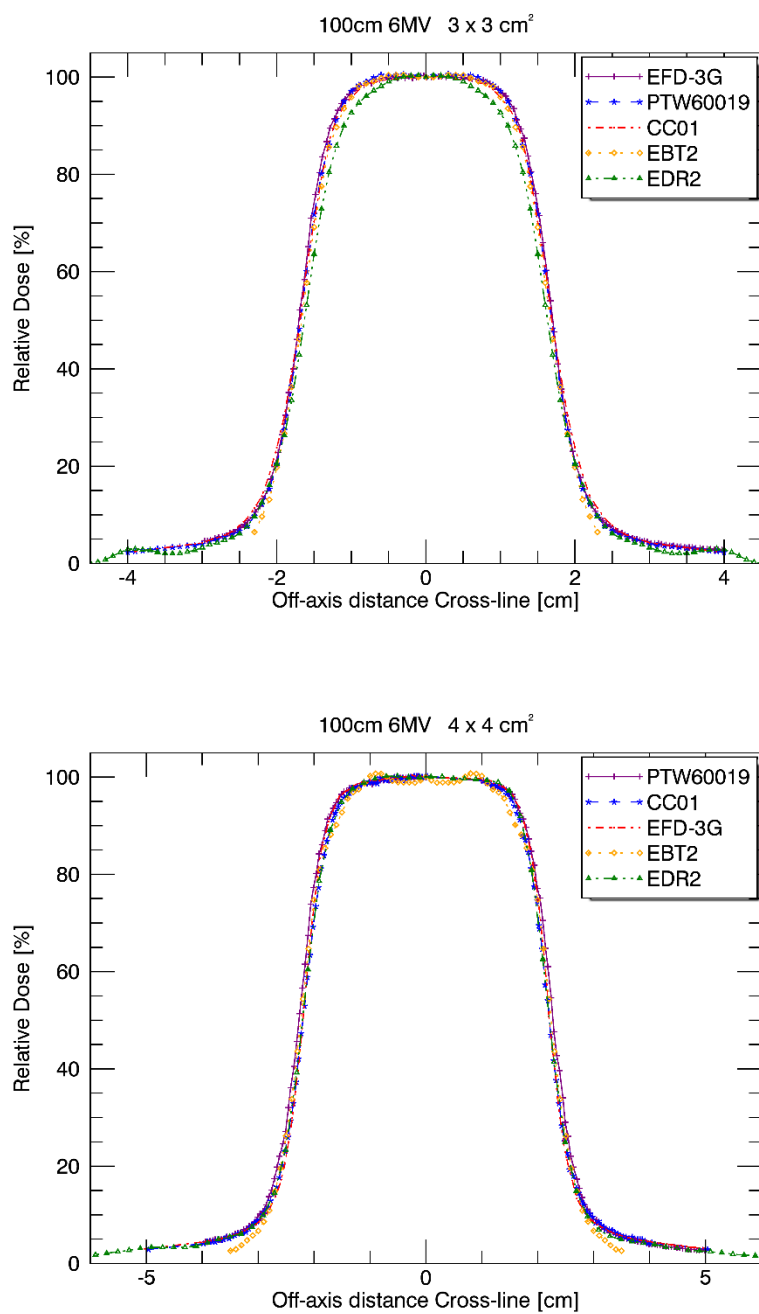 100cm 6MV 3 x 3 cm²
EFD-3G
PTW60019
CC01
EBT2
EDR2
Relative Dose [%]
100
80
60
40
20
0
-4 -2 0 2 4
Off-axis distance Cross-line [cm]
100cm 6MV 4 x 4 cm²
PTW60019
CC01
EFD-3G
EBT2
EDR2
Relative Dose [%]
100
80
60
40
20
0
-5 0 5
Off-axis distance Cross-line [cm]